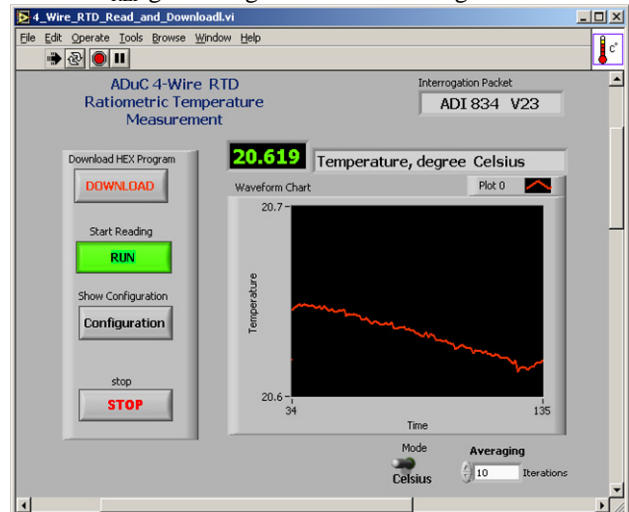 4_Wire_RTD_Read_and_Downloadl.vi
File Edit Operate Tools Browse Window Help
C°
ADuC 4-Wire RTD
Ratiometric Temperature
Measurement
Interrogation Packet
ADI 834 V23
Download HEX Program
DOWNLOAD
Start Reading
RUN
Show Configuration
Configuration
stop
STOP
20.619 Temperature, degree Celsius
Waveform Chart
Plot 0
20.7
Temperature
20.6
34
135
Time
Mode
Celsius
Averaging
10 Iterations